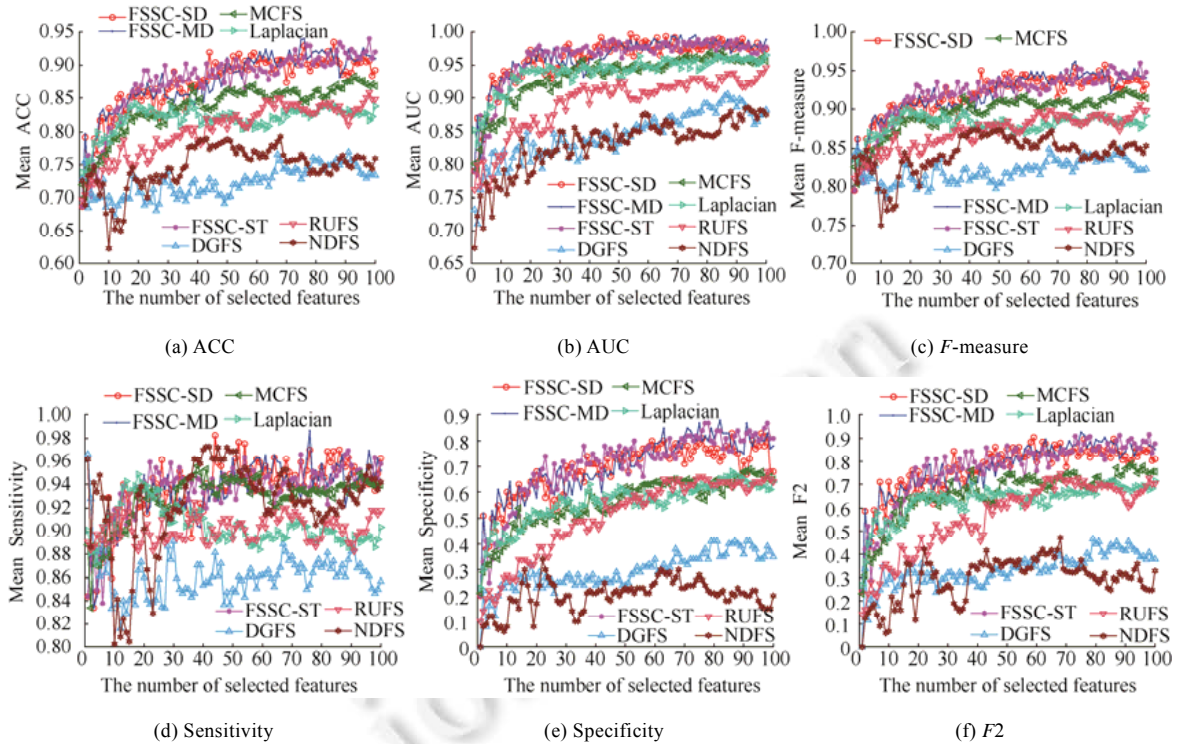 FSSC-SD
MCFS
FSSC-MD
Laplacian
0.95
0.90
0.85
0.80
0.75
0.70
0.65
0.60
Mean ACC
FSSC-ST
RUFS
DGFS
NDFS
0 10 20 30 40 50 60 70 80 90 100
The number of selected features
(a) ACC
1.00
0.95
0.90
0.85
0.80
0.75
0.70
0.65
Mean AUC
FSSC-SD
MCFS
FSSC-MD
Laplacian
FSSC-ST
RUFS
DGFS
NDFS
0 10 20 30 40 50 60 70 80 90 100
The number of selected features
(b) AUC
FSSC-SD
MCFS
1.00
0.95
0.90
0.85
0.80
0.75
0.70
Mean F-measure
FSSC-MD
Laplacian
FSSC-ST
RUFS
DGFS
NDFS
0 10 20 30 40 50 60 70 80 90 100
The number of selected features
(c) F-measure
FSSC-SD
MCFS
FSSC-MD
Laplacian
1.00
0.98
0.96
0.94
0.92
0.90
0.88
0.86
0.84
0.82
0.80
Mean Sensitivity
FSSC-ST
RUFS
DGFS
NDFS
0 10 20 30 40 50 60 70 80 90 100
The number of selected features
(d) Sensitivity
FSSC-SD
MCFS
FSSC-MD
Laplacian
0.9
0.8
0.7
0.6
0.5
0.4
0.3
0.2
0.1
0
Mean Specificity
FSSC-ST
RUFS
DGFS
NDFS
0 10 20 30 40 50 60 70 80 90 100
The number of selected features
(e) Specificity
FSSC-SD
MCFS
FSSC-MD
Laplacian
1.0
0.9
0.8
0.7
0.6
0.5
0.4
0.3
0.2
0.1
0
Mean F2
FSSC-ST
RUFS
DGFS
NDFS
0 10 20 30 40 50 60 70 80 90 100
The number of selected features
(f) F2